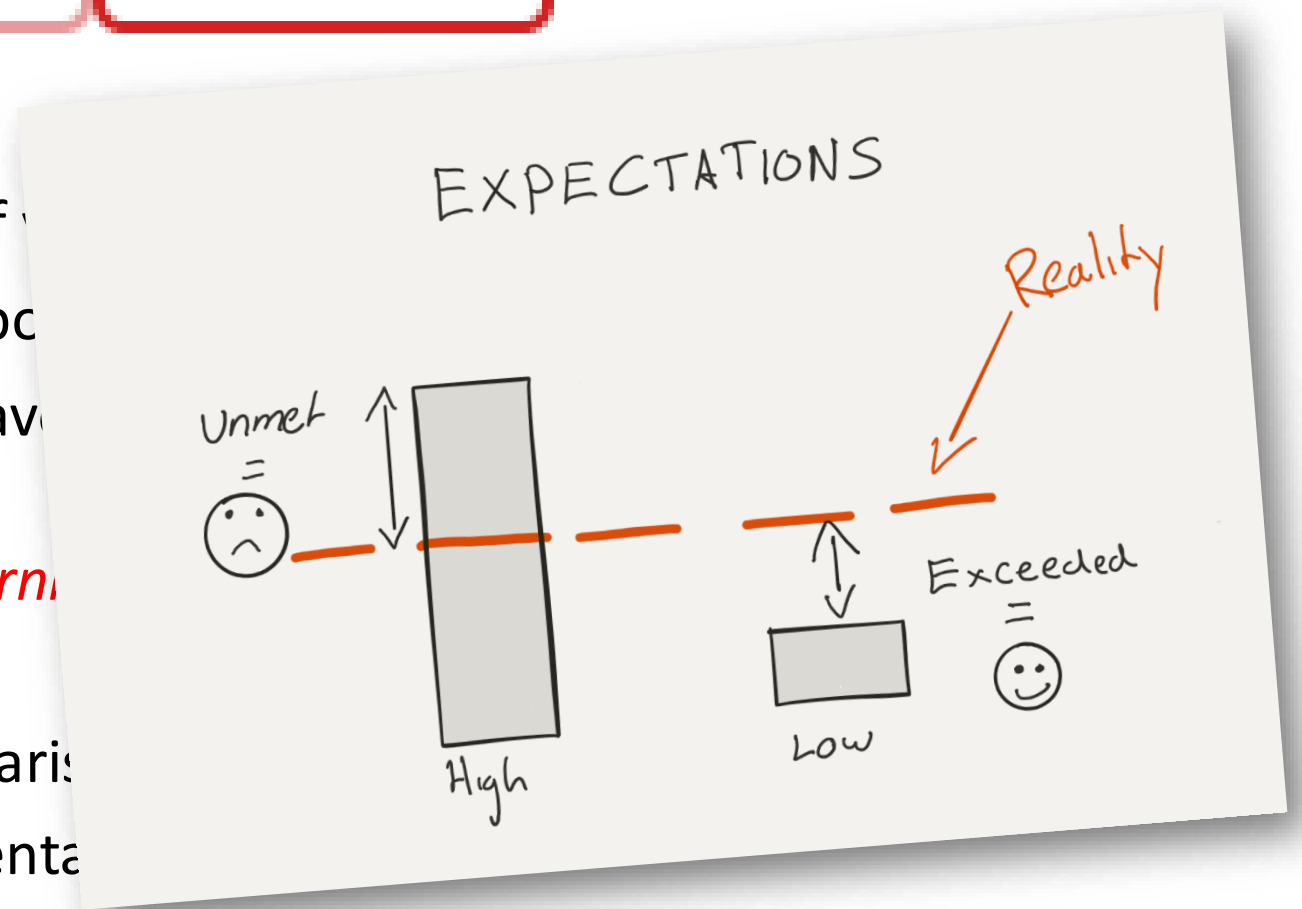 EXPECTATIONS
Reality
Unmet
=
Exceeded
=
Low
High